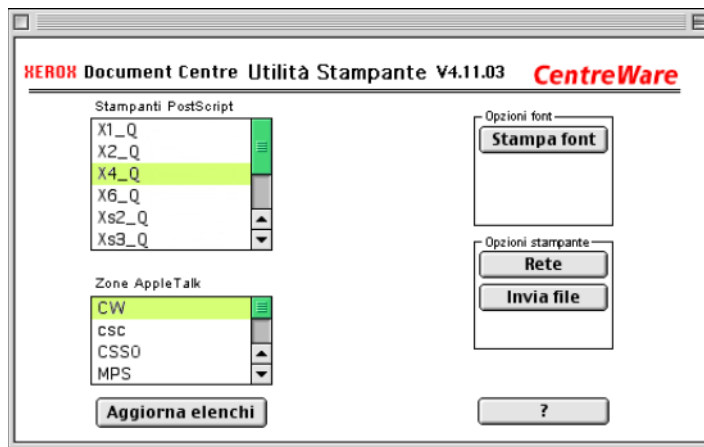 XEROX Document Centre Utilità Stampante V4.11.03 CentreWare
Stampanti PostScript
X1_Q
X2_Q
X4_Q
X6_Q
Xs2_Q
Xs3_Q
Zone AppleTalk
CW
csc
CSSO
MPS
Aggiorna elenchi
Opzioni font
Stampa font
Opzioni stampante
Rete
Invia file
?